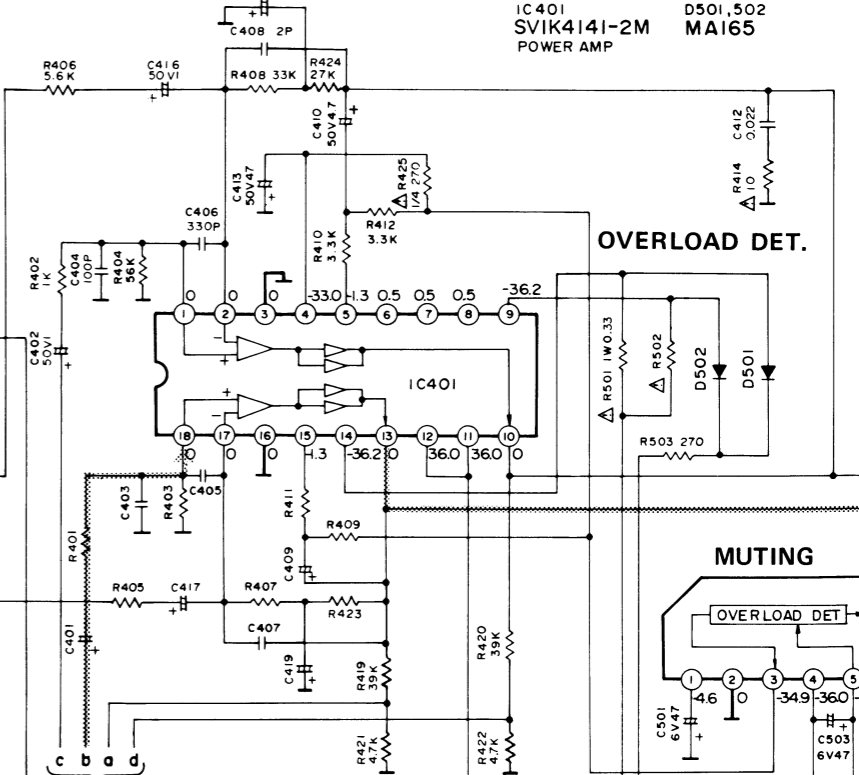 IC401
SVIK4141-2M
POWER AMP
D501,502
MA165
C408 2P
R406
5.6K
C416
50V1
R408 33K
R424
27K
C410
50V4.7
C412
0.022
R414
10
C413
50V47
R425
1/4 270
C406
330P
R412
3.3K
R410
3.3K
OVERLOAD DET.
R402
1K
C404
100P
R404
56K
0
0
0
-33.0
-1.3
0.5
0.5
0.5
-36.2
1
2
3
4
5
6
7
8
9
C402
50V1
-
+
IC401
+
-
R501 1W0.33
R502
D502
D501
18
17
16
15
14
13
12
11
10
0
0
0
-1.3
-36.2
0
36.0
36.0
0
R503 270
C403
R403
C405
R411
R409
R401
C409
MUTING
R405
C417
R407
R423
OVERLOAD DET
C401
C407
R420
39K
C419
R419
39K
1
2
3
4
5
-4.6
0
-34.9
-36.0
C501
6V47
C503
6V47
R421
4.7K
R422
4.7K
c
b
a
d